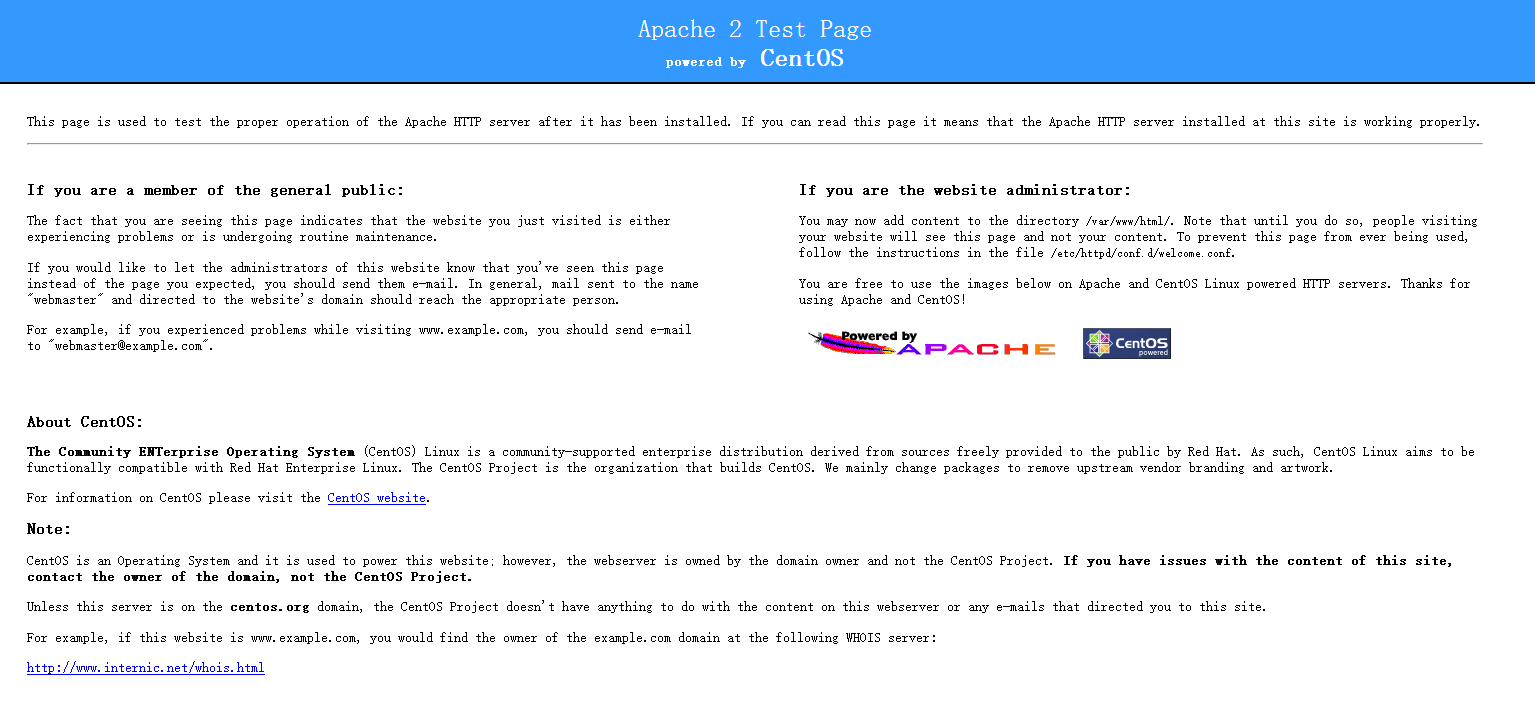 Apache 2 Test Page
powered by CentOS
This page is used to test the proper operation of the Apache HTTP server after it has been installed. If you can read this page it means that the Apache HTTP server installed at this site is working properly.
If you are a member of the general public:
The fact that you are seeing this page indicates that the website you just visited is either
experiencing problems or is undergoing routine maintenance.
If you would like to let the administrators of this website know that you've seen this page
instead of the page you expected, you should send them e-mail. In general, mail sent to the name
"webmaster" and directed to the website's domain should reach the appropriate person.
For example, if you experienced problems while visiting www.example.com, you should send e-mail
to "webmaster@example.com".
If you are the website administrator:
You may now add content to the directory /var/www/html/. Note that until you do so, people visiting
your website will see this page and not your content. To prevent this page from ever being used,
follow the instructions in the file /etc/httpd/conf.d/welcome.conf.
You are free to use the images below on Apache and CentOS Linux powered HTTP servers. Thanks for
using Apache and CentOS!
Powered by
APACHE
CentOS
powered
About CentOS:
The Community ENTerprise Operating System (CentOS) Linux is a community-supported enterprise distribution derived from sources freely provided to the public by Red Hat. As such, CentOS Linux aims to be
functionally compatible with Red Hat Enterprise Linux. The CentOS Project is the organization that builds CentOS. We mainly change packages to remove upstream vendor branding and artwork.
For information on CentOS please visit the CentOS website.
Note:
CentOS is an Operating System and it is used to power this website; however, the webserver is owned by the domain owner and not the CentOS Project. If you have issues with the content of this site,
contact the owner of the domain, not the CentOS Project.
Unless this server is on the centos.org domain, the CentOS Project doesn't have anything to do with the content on this webserver or any e-mails that directed you to this site.
For example, if this website is www.example.com, you would find the owner of the example.com domain at the following WHOIS server:
http://www.internic.net/whois.html